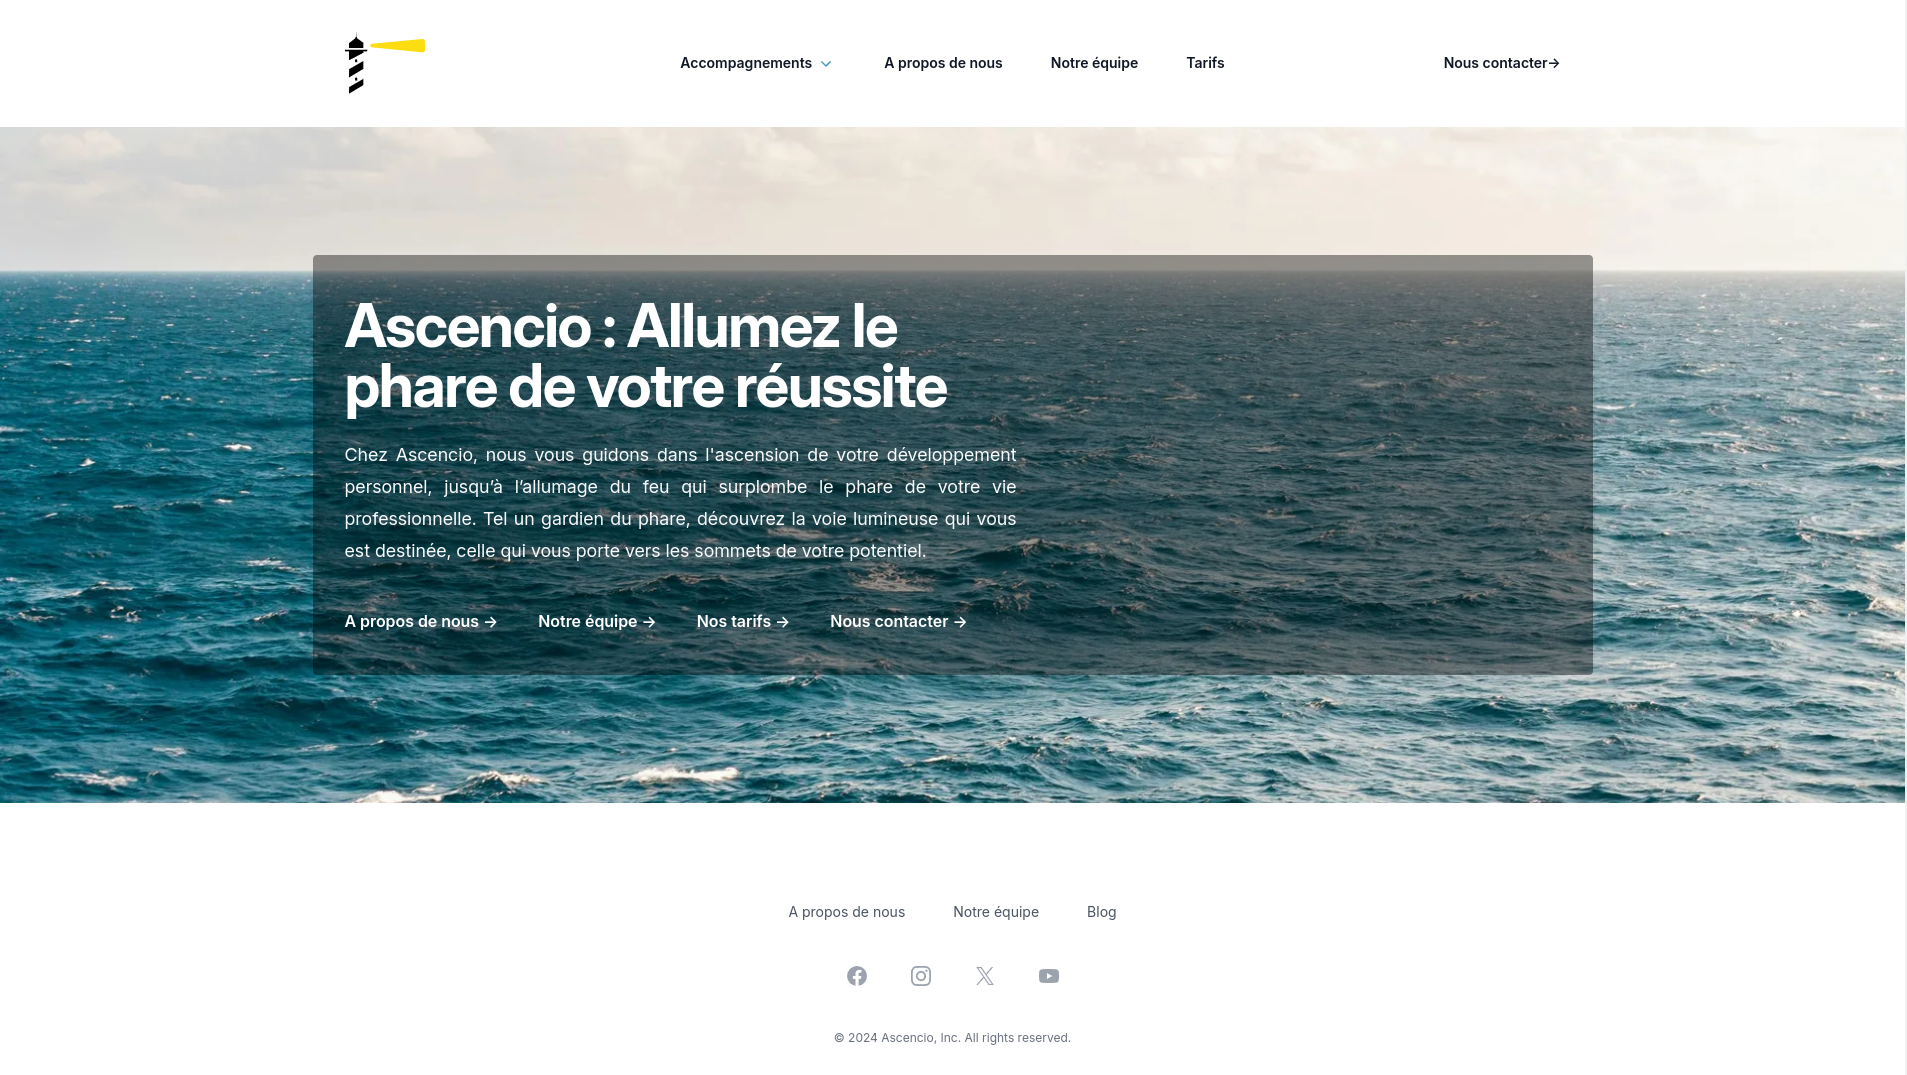 Accompagnements
A propos de nous
Notre équipe
Tarifs
Nous contacter→
Ascencio : Allumez le
phare de votre réussite
Chez Ascencio, nous vous guidons dans l'ascension de votre développement
personnel, jusqu’à l’allumage du feu qui surplombe le phare de votre vie
professionnelle. Tel un gardien du phare, découvrez la voie lumineuse qui vous
est destinée, celle qui vous porte vers les sommets de votre potentiel.
A propos de nous →
Notre équipe →
Nos tarifs →
Nous contacter →
A propos de nous
Notre équipe
Blog
© 2024 Ascencio, Inc. All rights reserved.